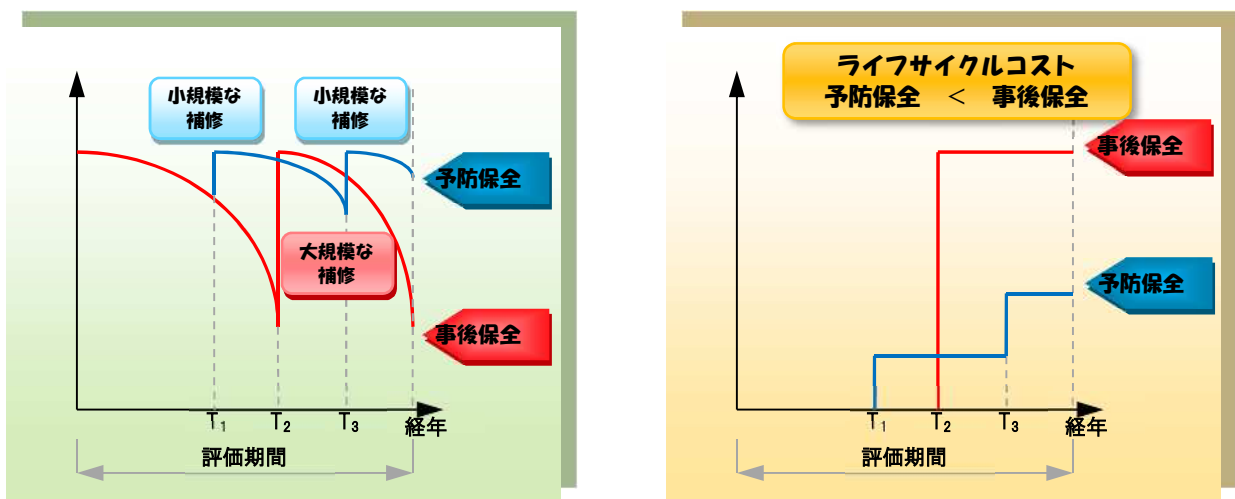 小規模な
補修
小規模な
補修
予防保全
大規模な
補修
事後保全
T1
T2
T3
経年
評価期間
ライフサイクルコスト
予防保全 < 事後保全
事後保全
予防保全
T1
T2
T3
経年
評価期間